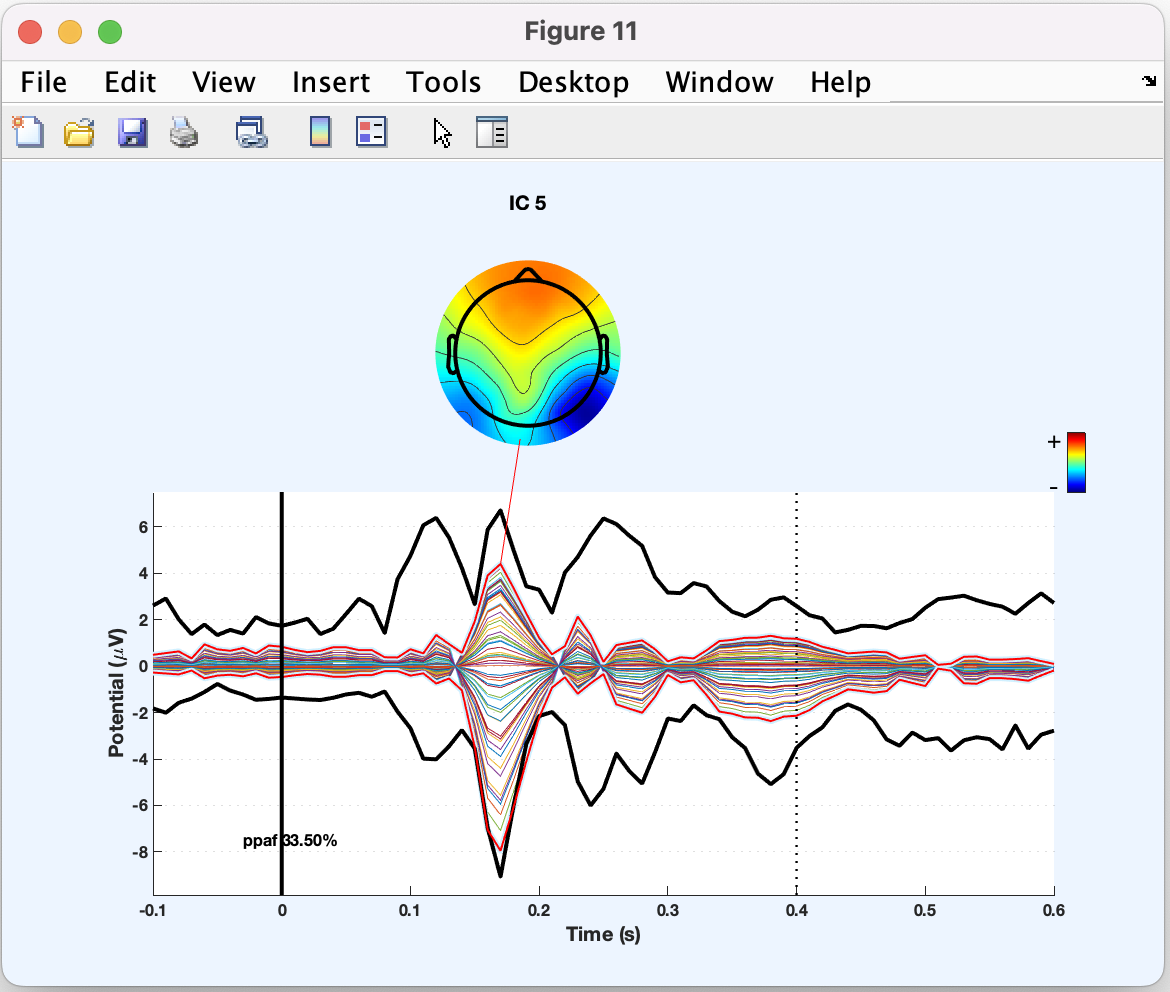 Figure 11
File Edit View Insert Tools Desktop Window Help
IC 5
+
-
6
4
2
0
-2
-4
-6
-8
Potential (μV)
ppaf 33.50%
-0.1 0 0.1 0.2 0.3 0.4 0.5 0.6
Time (s)